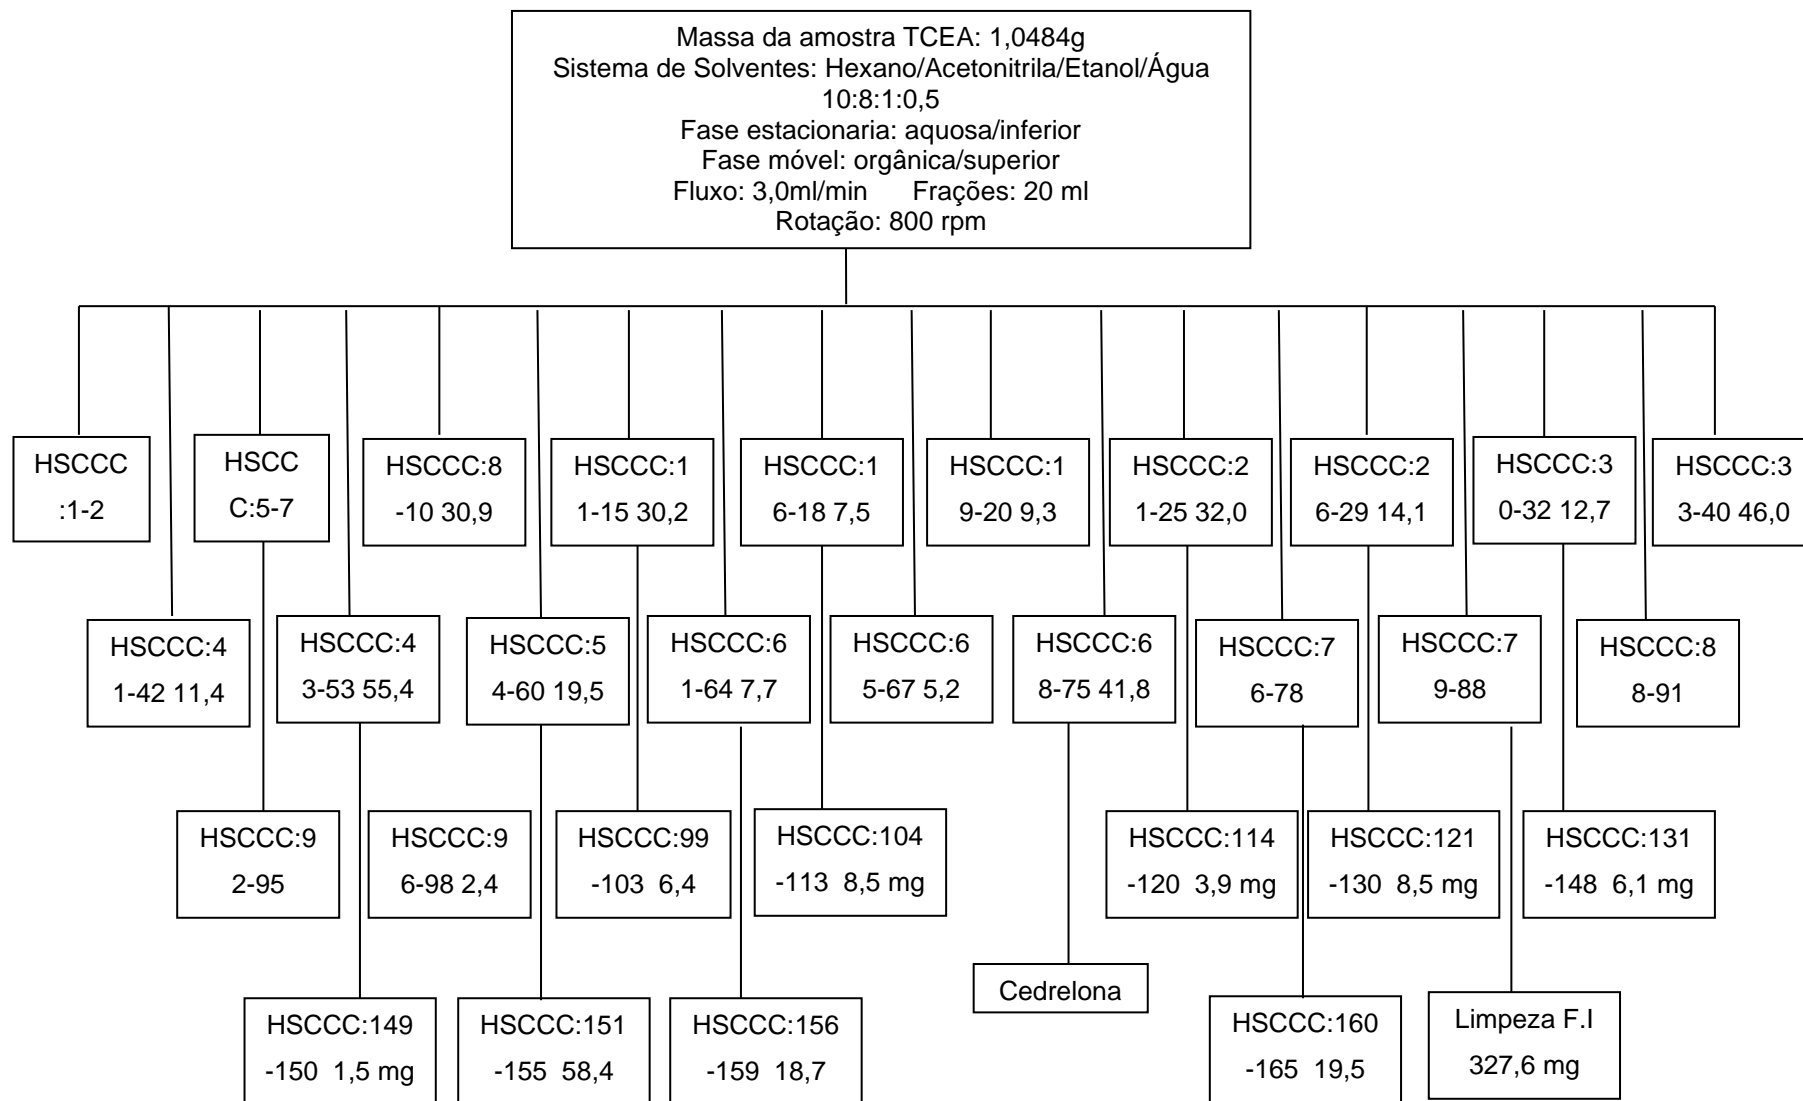 Massa da amostra TCEA: 1,0484g
Sistema de Solventes: Hexano/Acetonitrila/Etanol/Água
10:8:1:0,5
Fase estacionaria: aquosa/inferior
Fase móvel: orgânica/superior
Fluxo: 3,0ml/min Frações: 20 ml
Rotação: 800 rpm
HSCCC
:1-2
HSCC
C:5-7
HSCCC:8
-10 30,9
HSCCC:1
1-15 30,2
HSCCC:1
6-18 7,5
HSCCC:1
9-20 9,3
HSCCC:2
1-25 32,0
HSCCC:2
6-29 14,1
HSCCC:3
0-32 12,7
HSCCC:3
3-40 46,0
HSCCC:4
1-42 11,4
HSCCC:4
3-53 55,4
HSCCC:5
4-60 19,5
HSCCC:6
1-64 7,7
HSCCC:6
5-67 5,2
HSCCC:6
8-75 41,8
HSCCC:7
6-78
HSCCC:7
9-88
HSCCC:8
8-91
HSCCC:9
2-95
HSCCC:9
6-98 2,4
HSCCC:99
-103 6,4
HSCCC:104
-113 8,5 mg
HSCCC:114
-120 3,9 mg
HSCCC:121
-130 8,5 mg
HSCCC:131
-148 6,1 mg
HSCCC:149
-150 1,5 mg
HSCCC:151
-155 58,4
HSCCC:156
-159 18,7
Cedrelona
HSCCC:160
-165 19,5
Limpeza F.I
327,6 mg